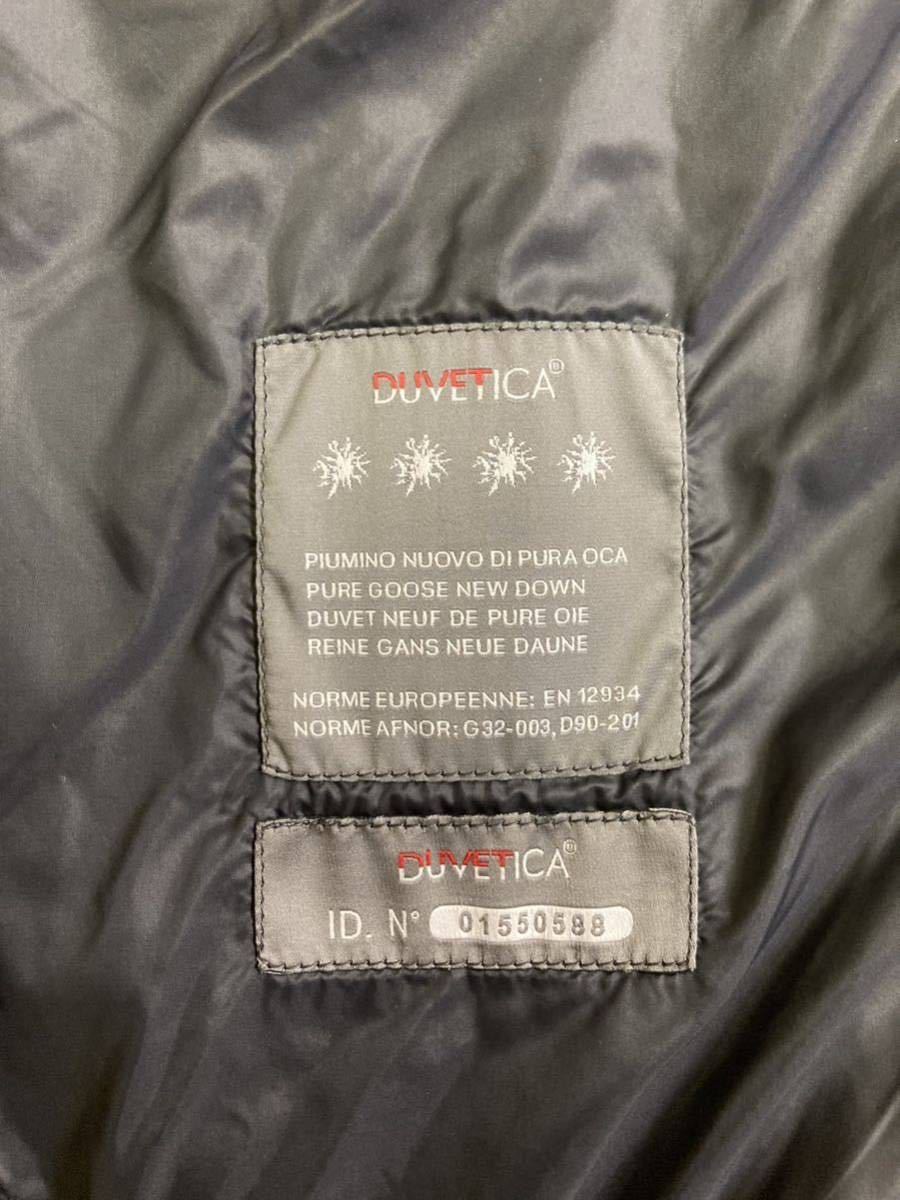 DUVETICA®
PIUMINO NUOVO DI PURA OCA
PURE GOOSE NEW DOWN
DUVET NEUF DE PURE OIE
REINE GANS NEUE DAUNE
NORME EUROPEENNE: EN 12934
NORME AFNOR: G32-003, D90-201
DUVETICA®
ID. N° 01550588